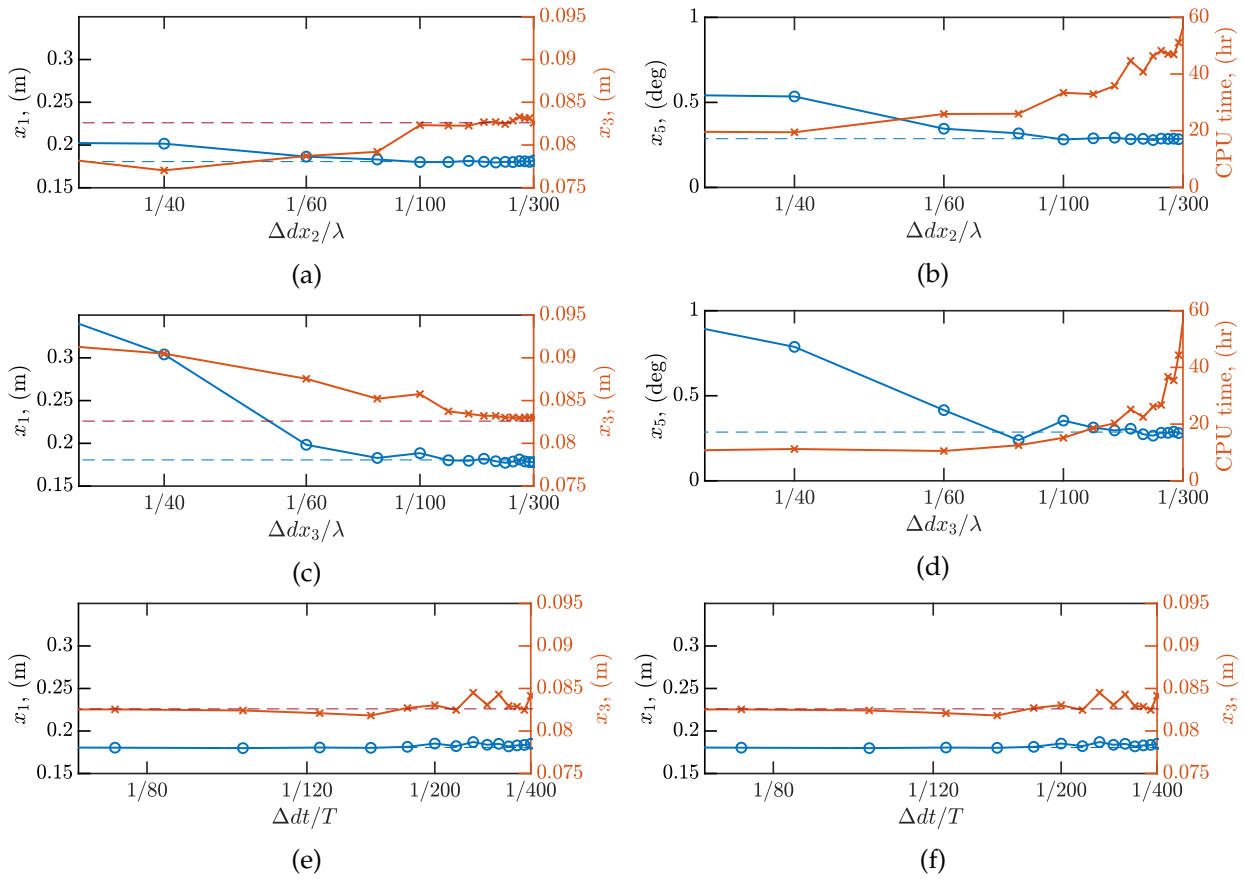 0.3
0.2
0.15
x₁, (m)
0.095
0.09
0.085
0.08
0.075
x₃, (m)
1/40
1/60
1/100
1/300
Δdx₂/λ
(a)
1
0.5
0
x₅, (deg)
60
40
20
0
CPU time, (hr)
1/40
1/60
1/100
1/300
Δdx₂/λ
(b)
0.3
0.25
0.2
0.15
x₁, (m)
0.095
0.09
0.085
0.08
0.075
x₃, (m)
1/40
1/60
1/100
1/300
Δdx₃/λ
(c)
1
0.5
0
x₅, (deg)
60
40
20
0
CPU time, (hr)
1/40
1/60
1/100
1/300
Δdx₃/λ
(d)
0.3
0.2
0.15
x₁, (m)
0.095
0.09
0.085
0.08
0.075
x₃, (m)
1/80
1/120
1/200
1/400
Δdt/T
(e)
0.3
0.2
0.15
x₁, (m)
0.095
0.09
0.085
0.08
0.075
x₃, (m)
1/80
1/120
1/200
1/400
Δdt/T
(f)